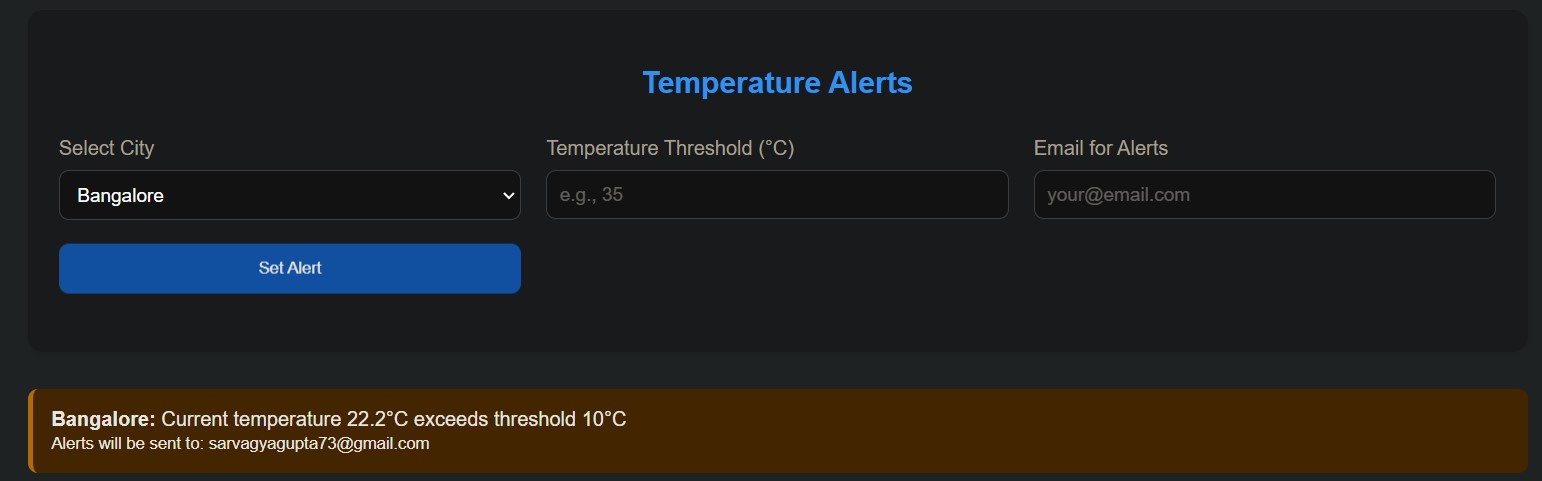 Temperature Alerts
Select City
Temperature Threshold (°C)
Email for Alerts
Bangalore
e.g., 35
your@email.com
Set Alert
Bangalore: Current temperature 22.2°C exceeds threshold 10°C
Alerts will be sent to: sarvagyagupta73@gmail.com